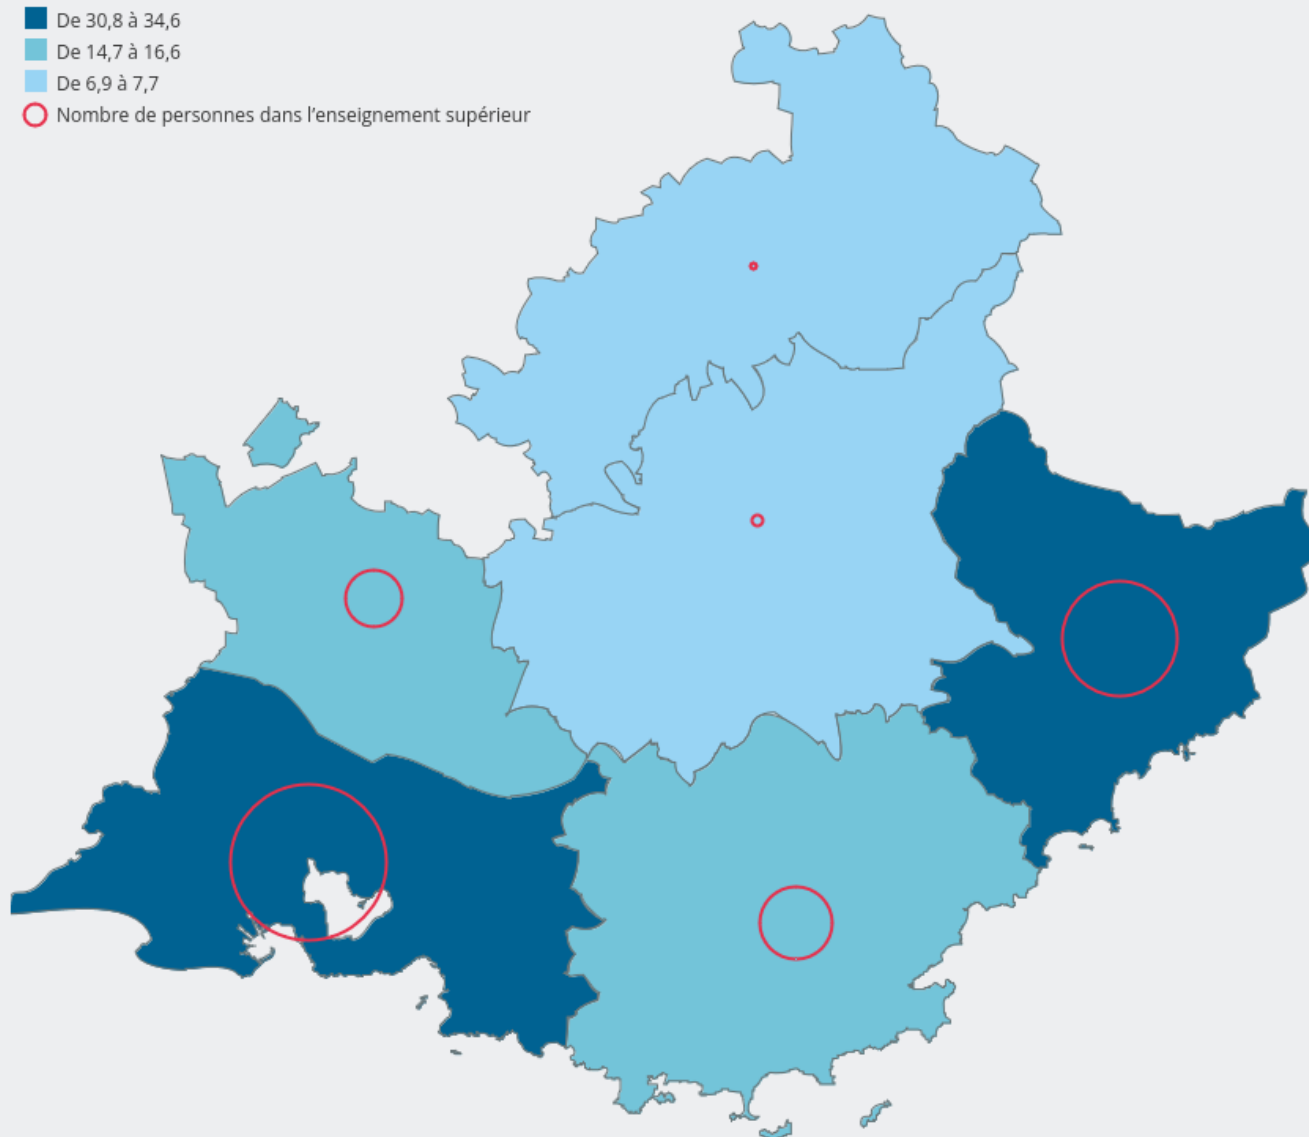 De 30,8 à 34,6
De 14,7 à 16,6
De 6,9 à 7,7
Nombre de personnes dans l’enseignement supérieur